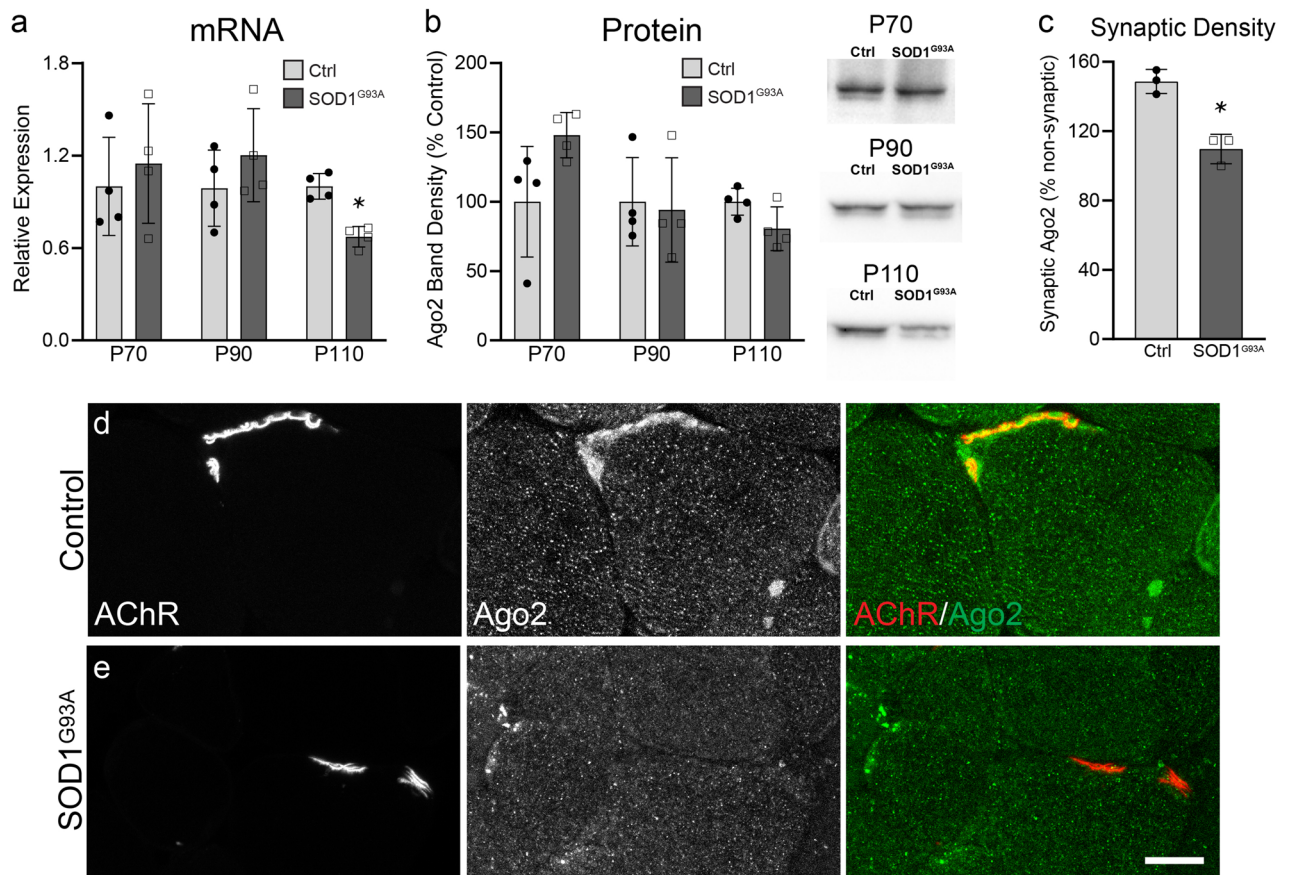 a
mRNA
Relative Expression
1.8
1.2
0.6
0.0
Ctrl
SOD1G93A
*
P70 P90 P110
b
Protein
Ago2 Band Density (% Control)
200
150
100
50
0
Ctrl
SOD1G93A
P70 P90 P110
P70
Ctrl SOD1G93A
P90
Ctrl SOD1G93A
P110
Ctrl SOD1G93A
c
Synaptic Density
Synaptic Ago2 (% non-synaptic)
160
120
80
40
0
*
Ctrl SOD1G93A
d
Control
AChR
Ago2
AChR/Ago2
e
SOD1G93A